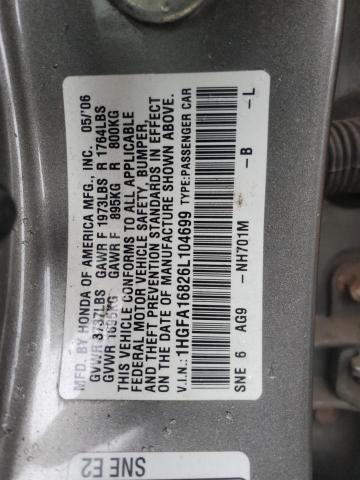 MFD. BY HONDA OF AMERICA MFG., INC. 05/'06
GVWR 3737LBS GAWR F 1973LBS R 1764LBS
GVWR 1695KG GAWR F 895KG R 800KG
THIS VEHICLE CONFORMS TO ALL APPLICABLE
FEDERAL MOTOR VEHICLE SAFETY, BUMPER,
AND THEFT PREVENTION STANDARDS IN EFFECT
ON THE DATE OF MANUFACTURE SHOWN ABOVE.
V.I.N.: 1HGFA16826L104699 TYPE:PASSENGER CAR
SNE 6 AG9 -NH701M -B -L
SNE E2